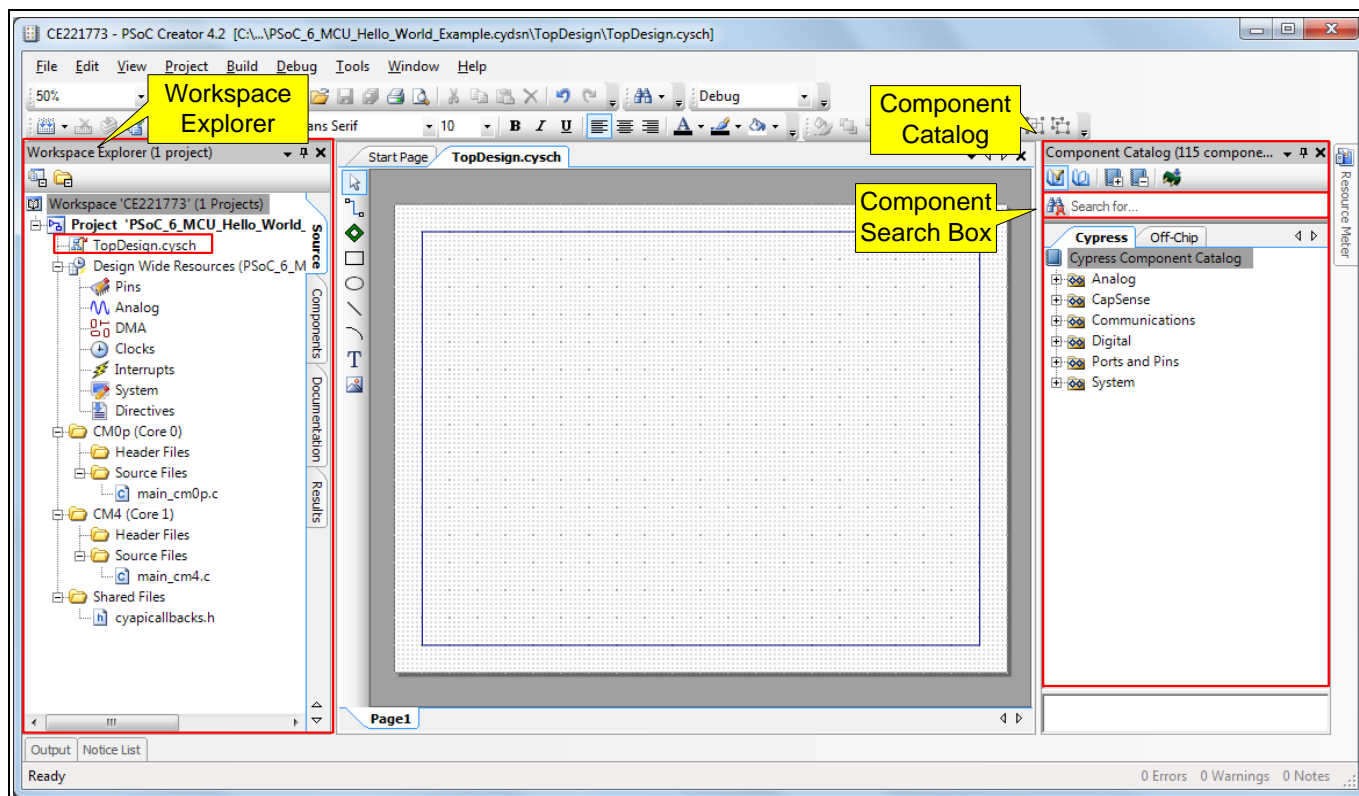 CE221773 - PSoC Creator 4.2 [C:\...\PSoC_6_MCU_Hello_World_Example.cydsn\TopDesign\TopDesign.cysch]
File Edit View Project Build Debug Tools Window Help
50%
Debug
Workspace
Explorer
Component
Catalog
10 B I U A
Workspace Explorer (1 project)
Start Page TopDesign.cysch
Component Catalog (115 compone...
Component
Search Box
Search for...
Workspace 'CE221773' (1 Projects)
Project 'PSoC_6_MCU_Hello_World_
TopDesign.cysch
Design Wide Resources (PSoC_6_M
Pins
Analog
DMA
Clocks
Interrupts
System
Directives
CM0p (Core 0)
Header Files
Source Files
main_cm0p.c
CM4 (Core 1)
Header Files
Source Files
main_cm4.c
Shared Files
cyapicallbacks.h
Source
Components
Documentation
Results
T
Page1
Cypress Off-Chip
Cypress Component Catalog
Analog
CapSense
Communications
Digital
Ports and Pins
System
Resource Meter
Output Notice List
Ready
0 Errors 0 Warnings 0 Notes